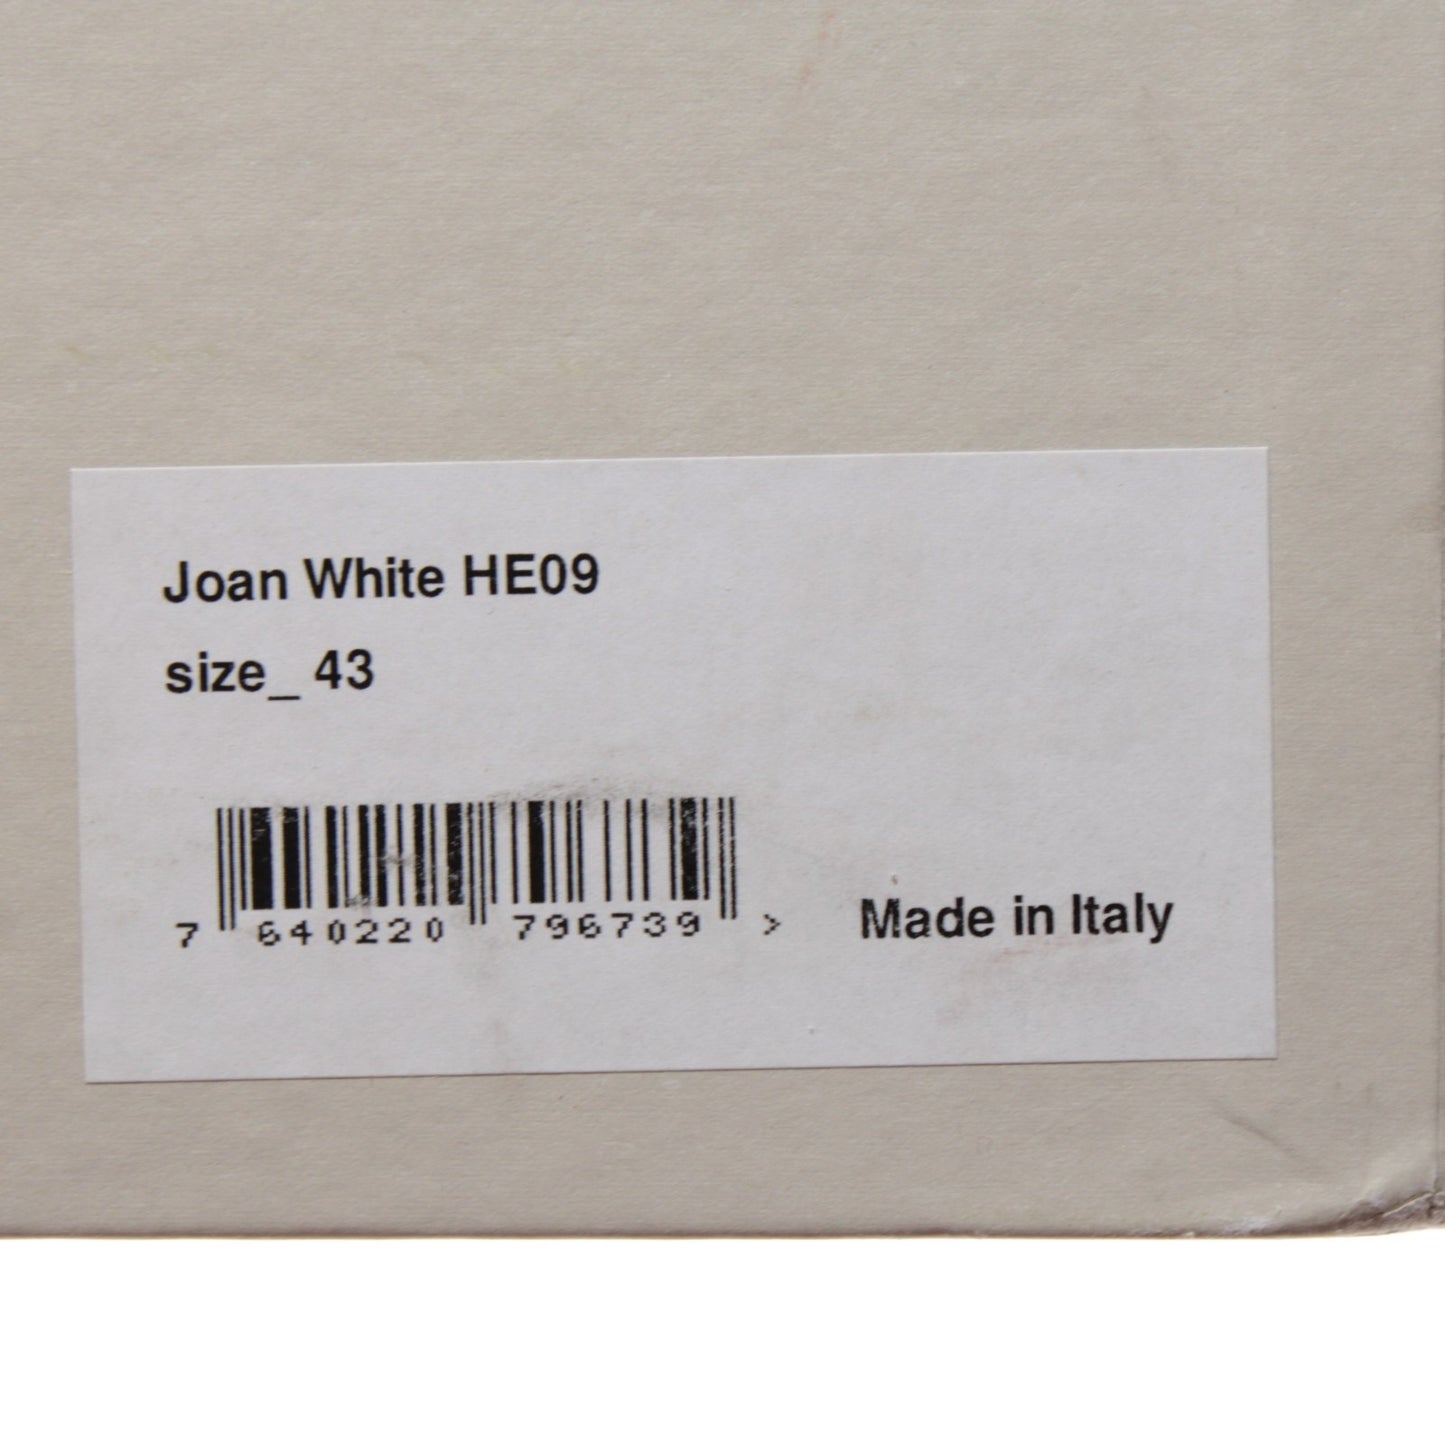 Joan White HE09
size_ 43
7 640220 796739 >
Made in Italy